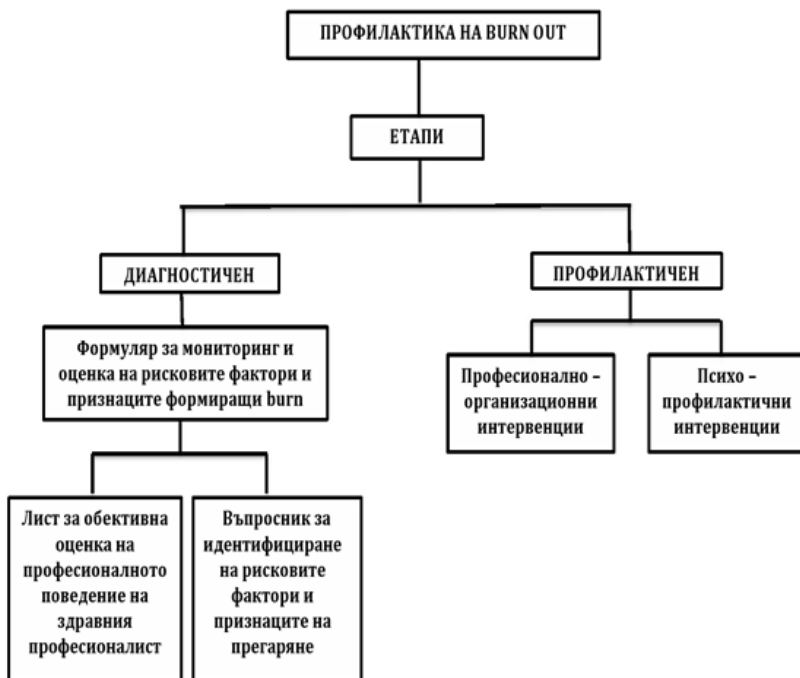 ПРОФИЛАКТИКА НА BURN OUT
ЕТАПИ
ДИАГНОСТИЧЕН
ПРОФИЛАКТИЧЕН
Формуляр за мониторинг и
оценка на рисковите фактори и
признаците формиращи burn
Професионално –
организационни
интервенции
Психо –
профилактични
интервенции
Лист за обективна
оценка на
професионалното
поведение на
здравния
професионалист
Въпросник за
идентифициране
на рисковите
фактори и
признаците на
прегаряне